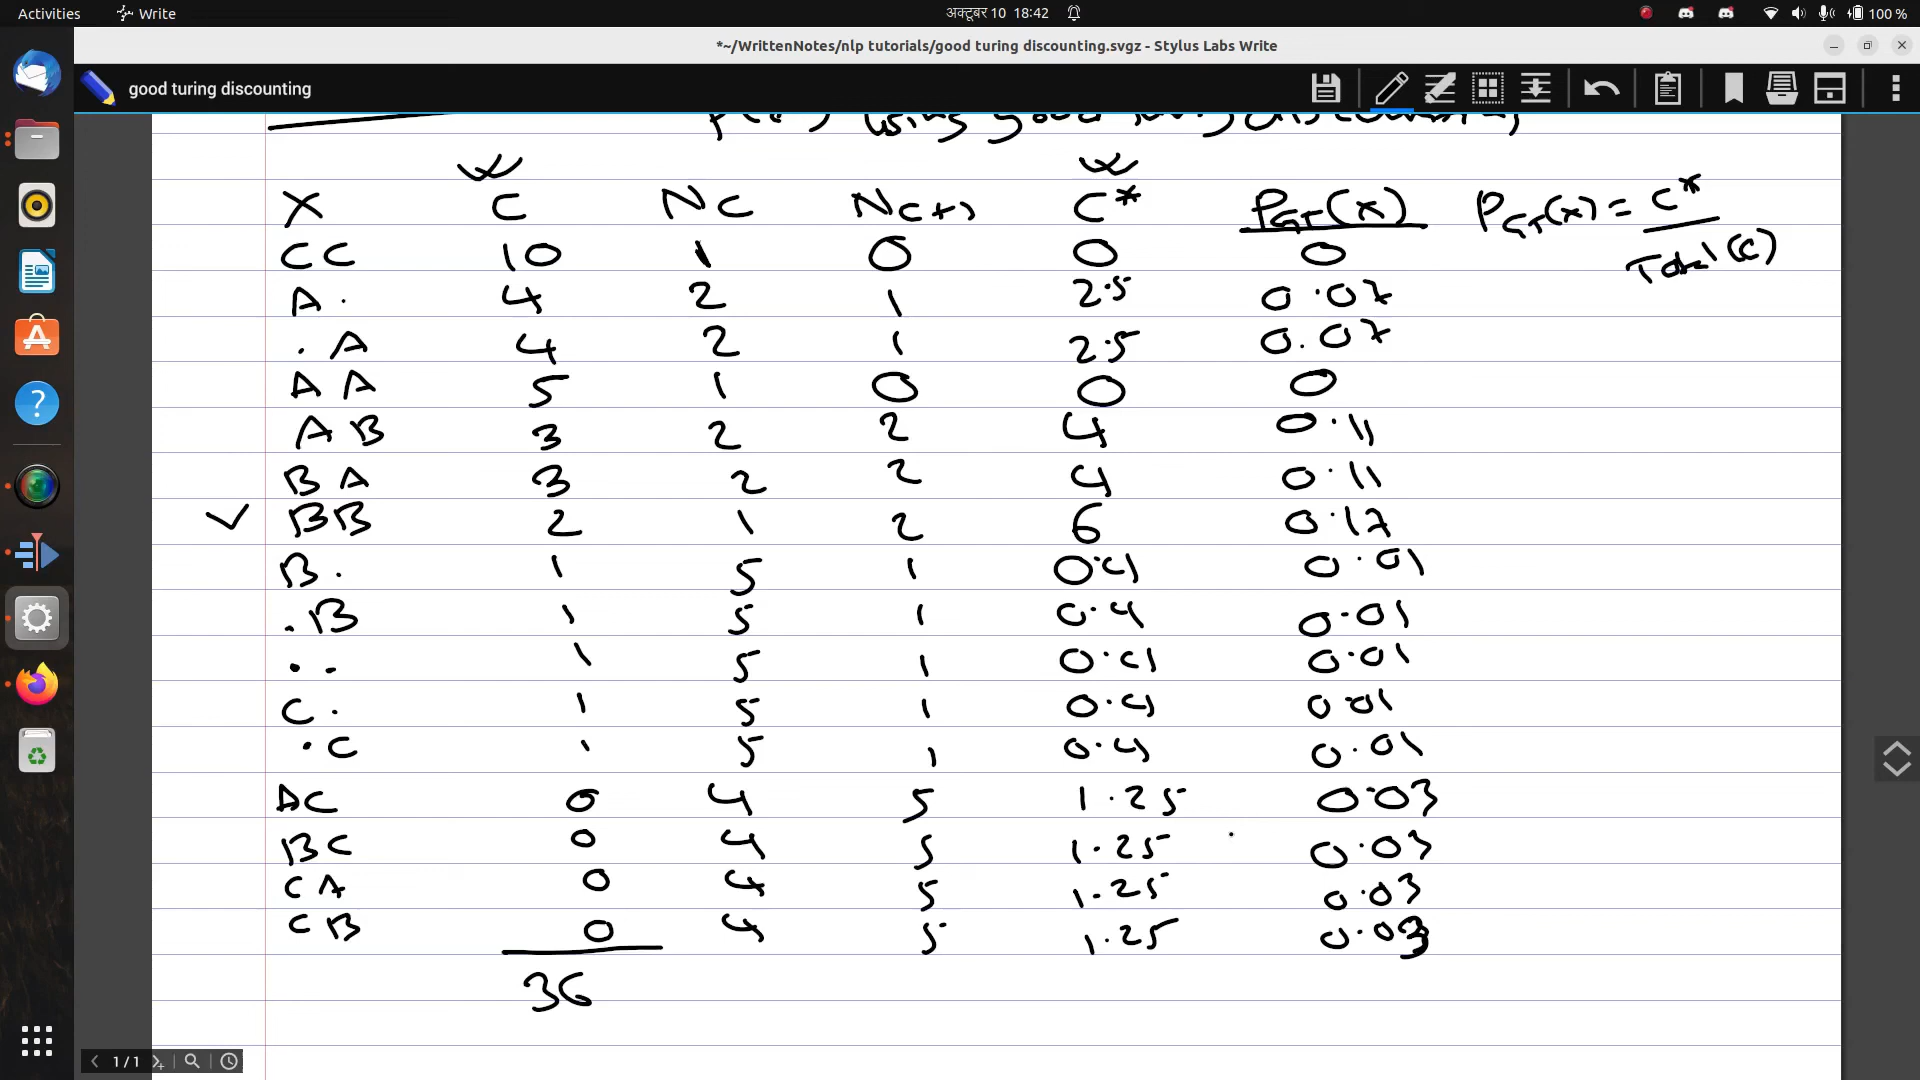 Activities Write अक्टूबर 10 18:42 100 %
*~/WrittenNotes/nlp tutorials/good turing discounting.svgz - Stylus Labs Write
good turing discounting
using good turing discounting
X C NC NC+1 C* PGT(x) PGT(x) = C* / Total(C)
CC 10 1 0 0 0
A. 4 2 1 2.5 0.07
.A 4 2 1 2.5 0.07
AA 5 1 0 0 0
AB 3 2 2 4 0.11
BA 3 2 2 4 0.11
✓ BB 2 1 2 6 0.17
B. 1 5 1 0.4 0.01
.B 1 5 1 0.4 0.01
.. 1 5 1 0.4 0.01
C. 1 5 1 0.4 0.01
.C 1 5 1 0.4 0.01
AC 0 4 5 1.25 0.03
BC 0 4 5 1.25 0.03
CA 0 4 5 1.25 0.03
CB 0 4 5 1.25 0.03
36
1 / 1